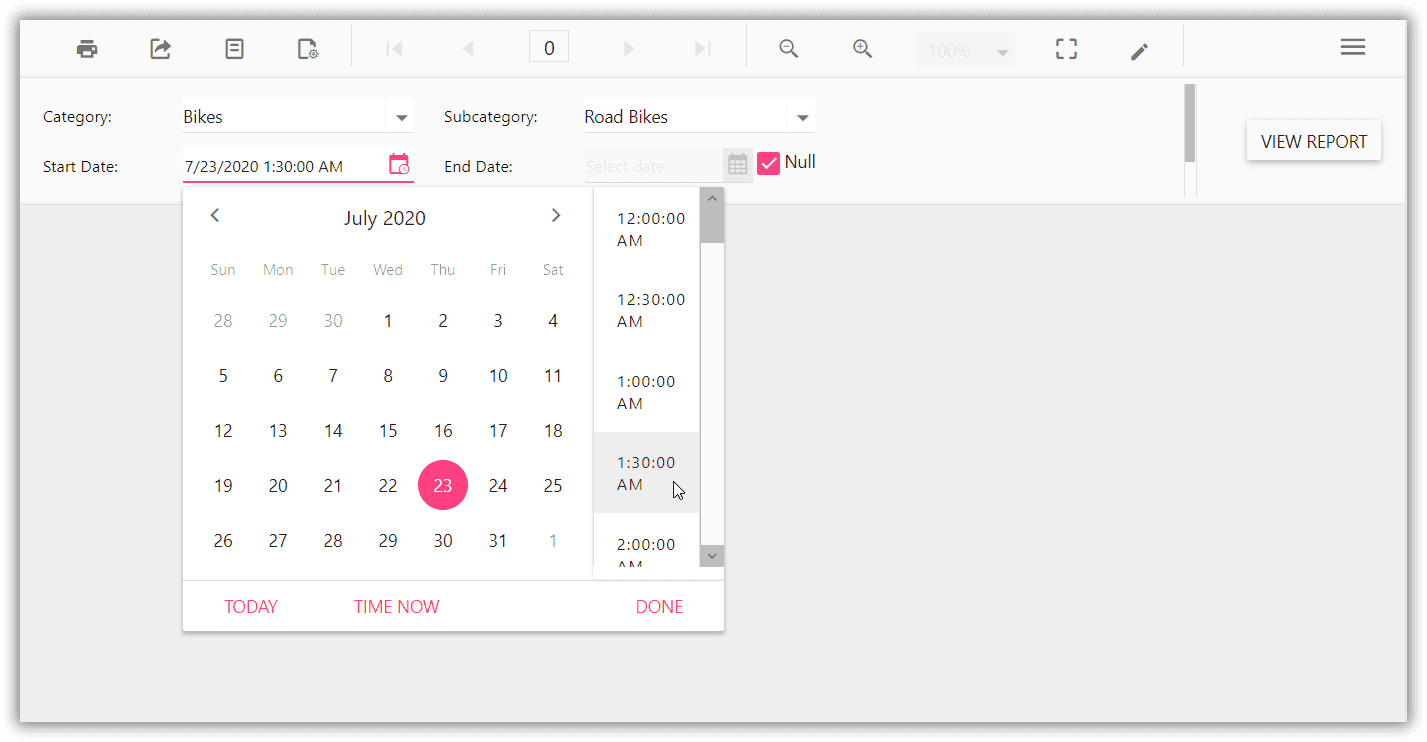 0
100%
Category:
Bikes
Subcategory:
Road Bikes
VIEW REPORT
Start Date:
7/23/2020 1:30:00 AM
End Date:
Select date
Null
July 2020
Sun Mon Tue Wed Thu Fri Sat
28 29 30 1 2 3 4
5 6 7 8 9 10 11
12 13 14 15 16 17 18
19 20 21 22 23 24 25
26 27 28 29 30 31 1
12:00:00
AM
12:30:00
AM
1:00:00
AM
1:30:00
AM
2:00:00
AM
TODAY
TIME NOW
DONE